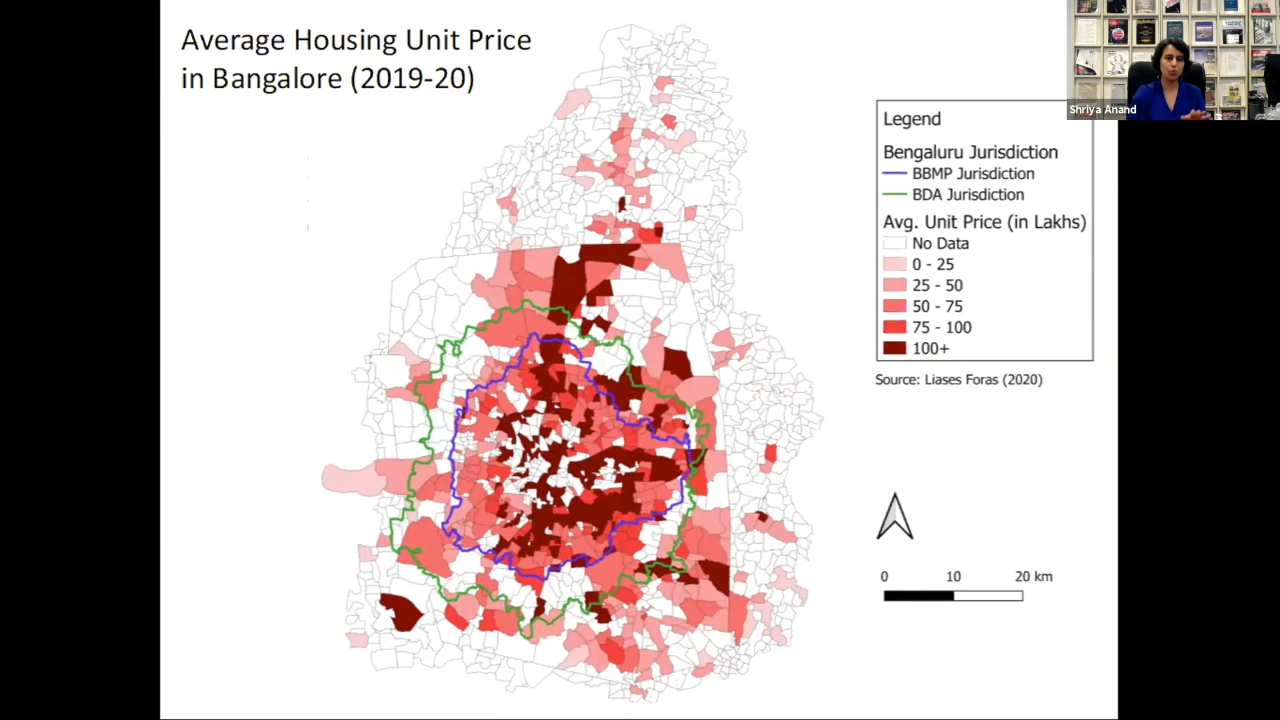 Average Housing Unit Price
in Bangalore (2019-20)
Shriya Anand
Legend
Bengaluru Jurisdiction
BBMP Jurisdiction
BDA Jurisdiction
Avg. Unit Price (in Lakhs)
No Data
0 - 25
25 - 50
50 - 75
75 - 100
100+
Source: Liases Foras (2020)
0 10 20 km